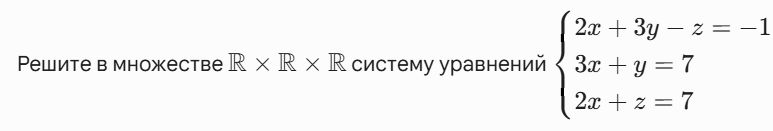 Решите в множестве ℝ × ℝ × ℝ систему уравнений
2x + 3y − z = −1
3x + y = 7
2x + z = 7